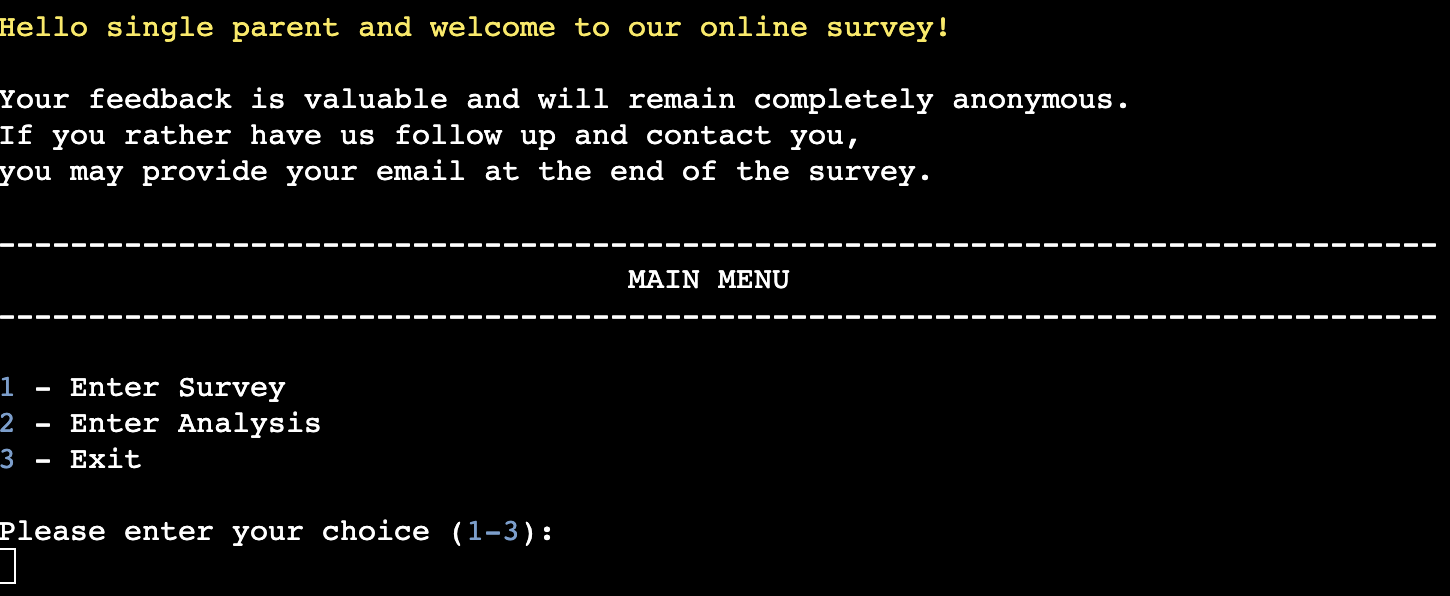 Hello single parent and welcome to our online survey!
Your feedback is valuable and will remain completely anonymous.
If you rather have us follow up and contact you,
you may provide your email at the end of the survey.
--------------------------------------------------------------------------------
MAIN MENU
--------------------------------------------------------------------------------
1 - Enter Survey
2 - Enter Analysis
3 - Exit
Please enter your choice (1-3):